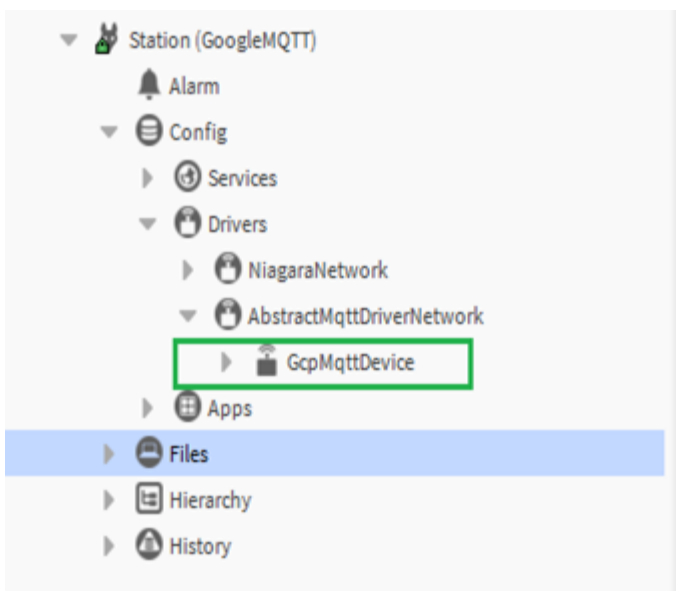 Station (GoogleMQTT)
Alarm
Config
Services
Drivers
NiagaraNetwork
AbstractMqttDriverNetwork
GcpMqttDevice
Apps
Files
Hierarchy
History